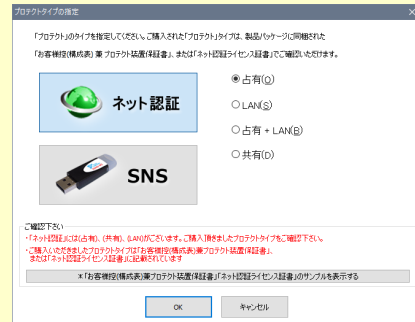 プロテクトタイプの指定
「プロテクト」のタイプを指定してください。ご購入された「プロテクト」タイプは、製品パッケージに同梱された
「お客様控(構成表) 兼 プロテクト装置保証書」、または「ネット認証ライセンス証書」でご確認いただけます。
ネット認証
占有(O)
LAN(S)
占有 + LAN(B)
共有(D)
SNS
ご確認下さい
・「ネット認証」には(占有)、(共有)、(LAN)がございます。ご購入頂きましたプロテクトタイプをご確認下さい。
・ご購入いただきましたプロテクトタイプは「お客様控(構成表)兼プロテクト装置保証書」、
または「ネット認証ライセンス証書」に記載されています
＊「お客様控(構成表)兼プロテクト装置保証書」「ネット認証ライセンス証書」のサンプルを表示する
OK
キャンセル